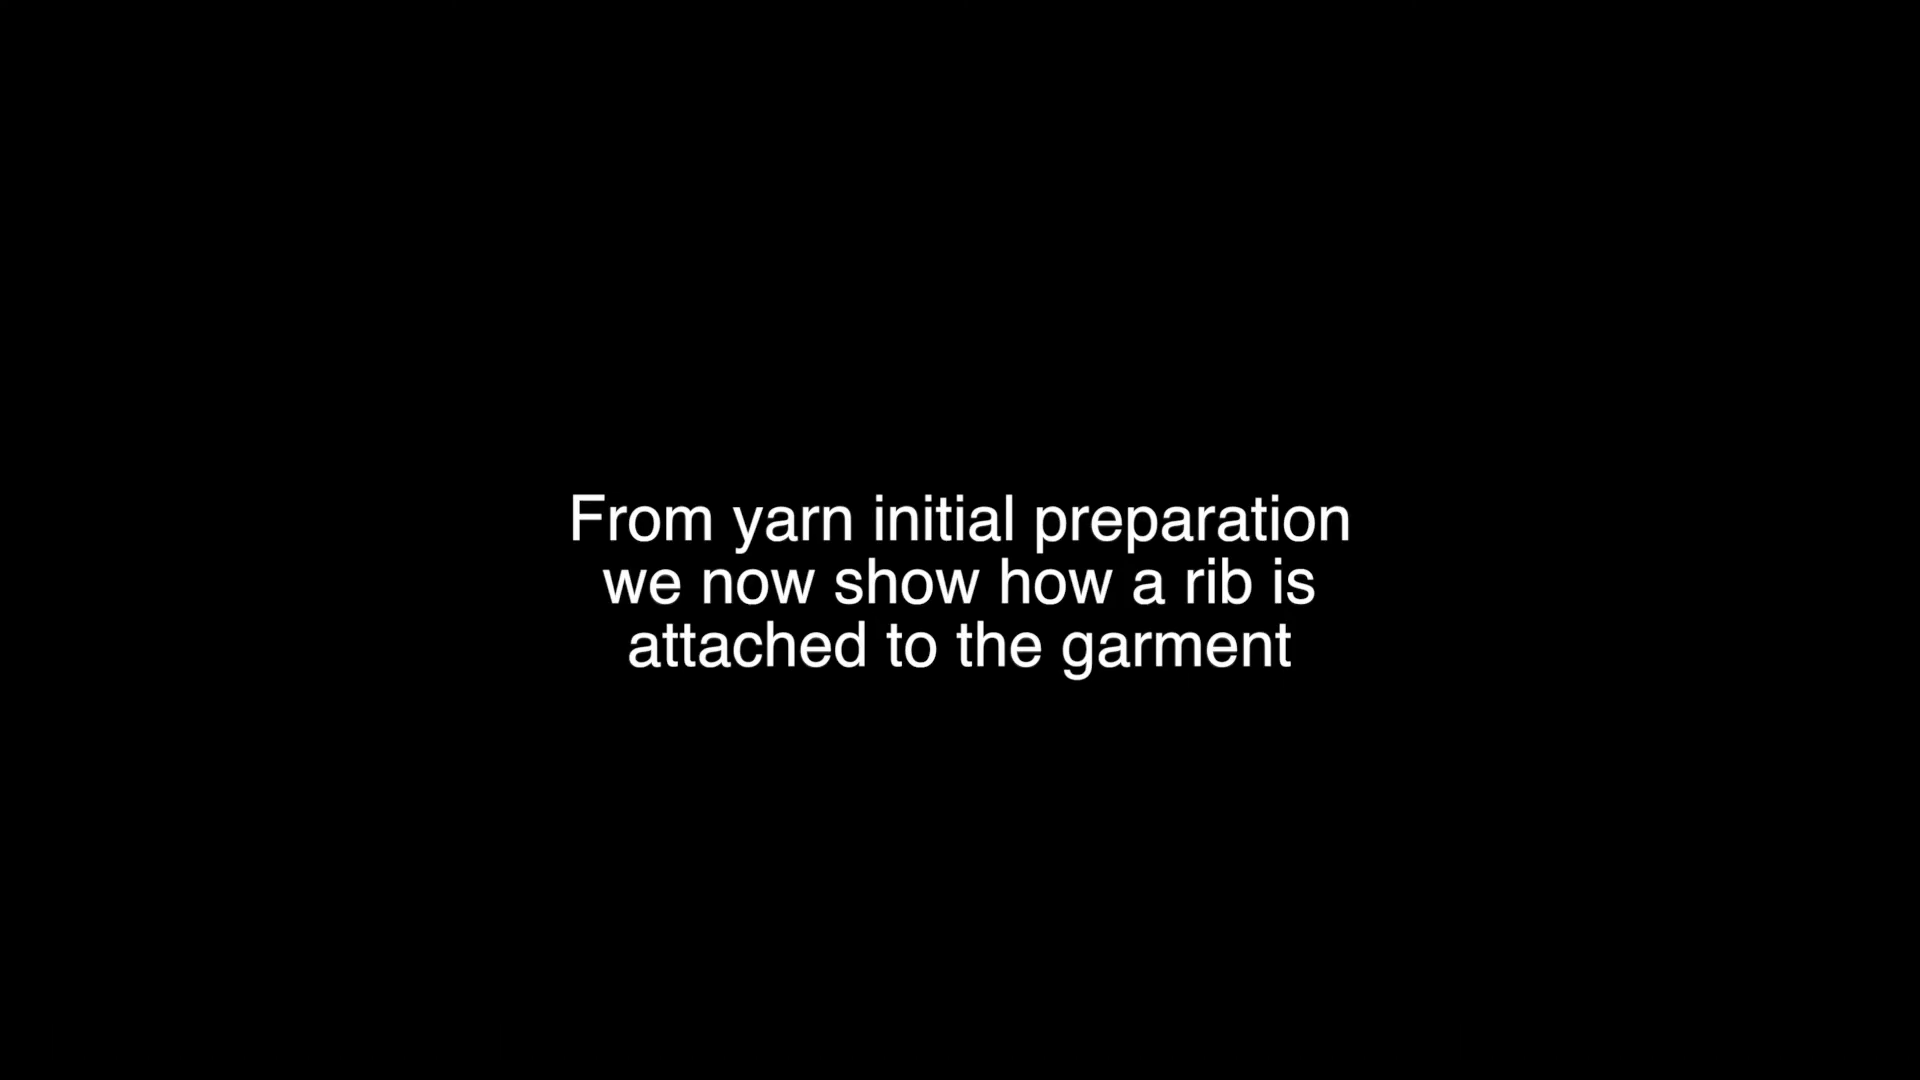 From yarn initial preparation
we now show how a rib is
attached to the garment